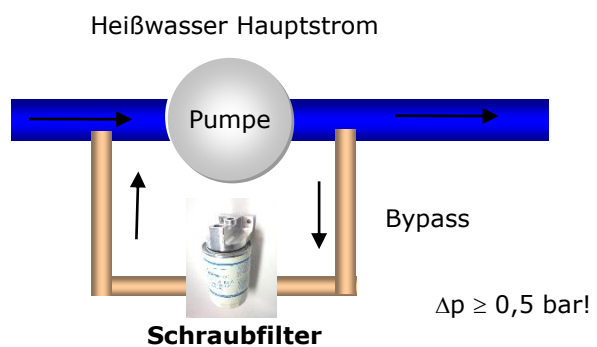 Heißwasser Hauptstrom
Pumpe
Bypass
Δp ≥ 0,5 bar!
Schraubfilter